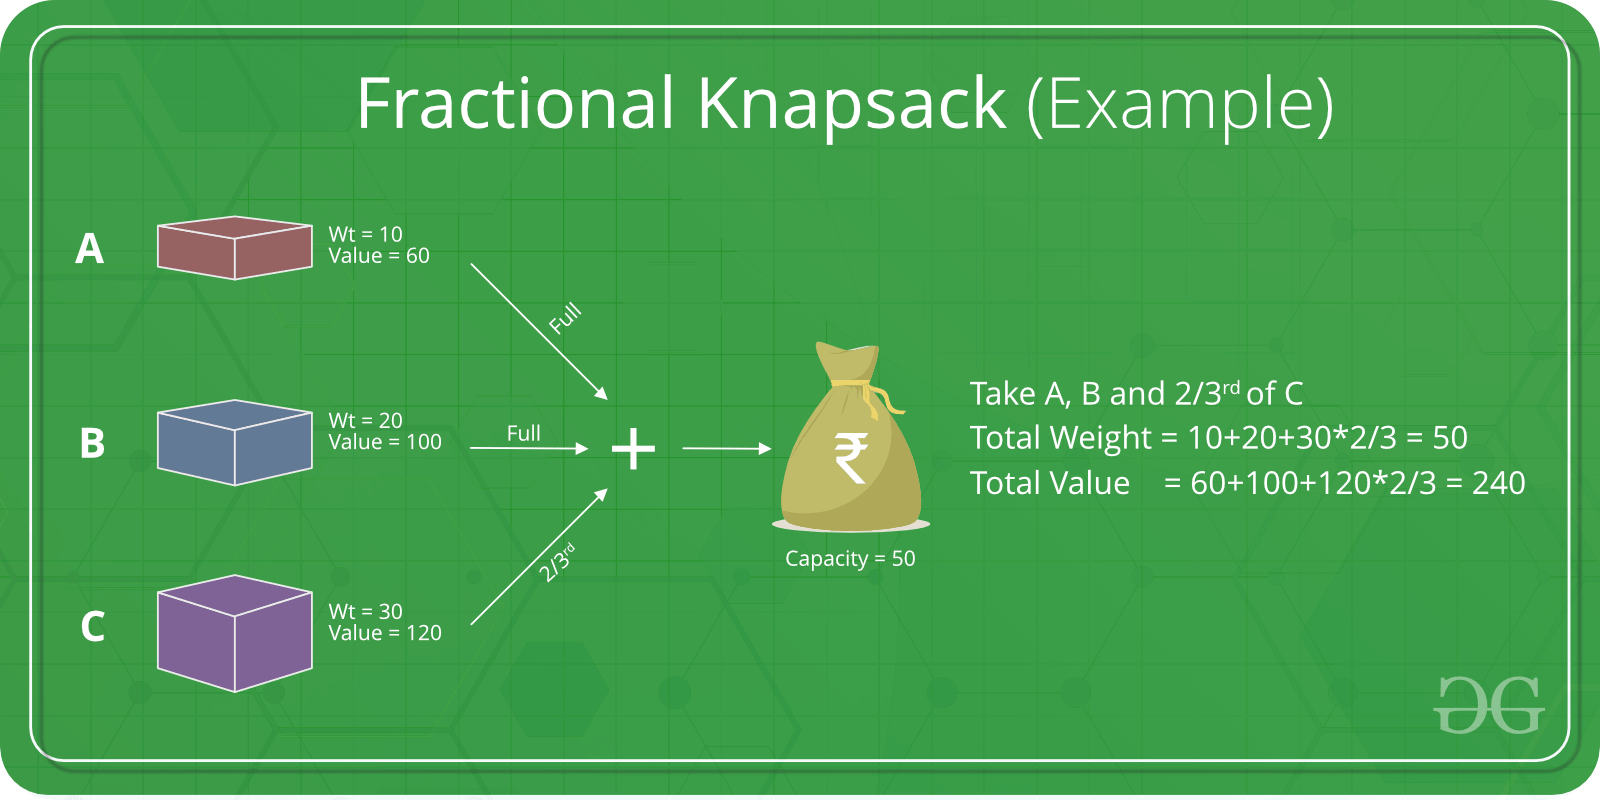 Fractional Knapsack (Example)
A
Wt = 10
Value = 60
Full
B
Wt = 20
Value = 100
Full
C
Wt = 30
Value = 120
2/3rd
₹
Capacity = 50
Take A, B and 2/3rd of C
Total Weight = 10+20+30*2/3 = 50
Total Value = 60+100+120*2/3 = 240
GG